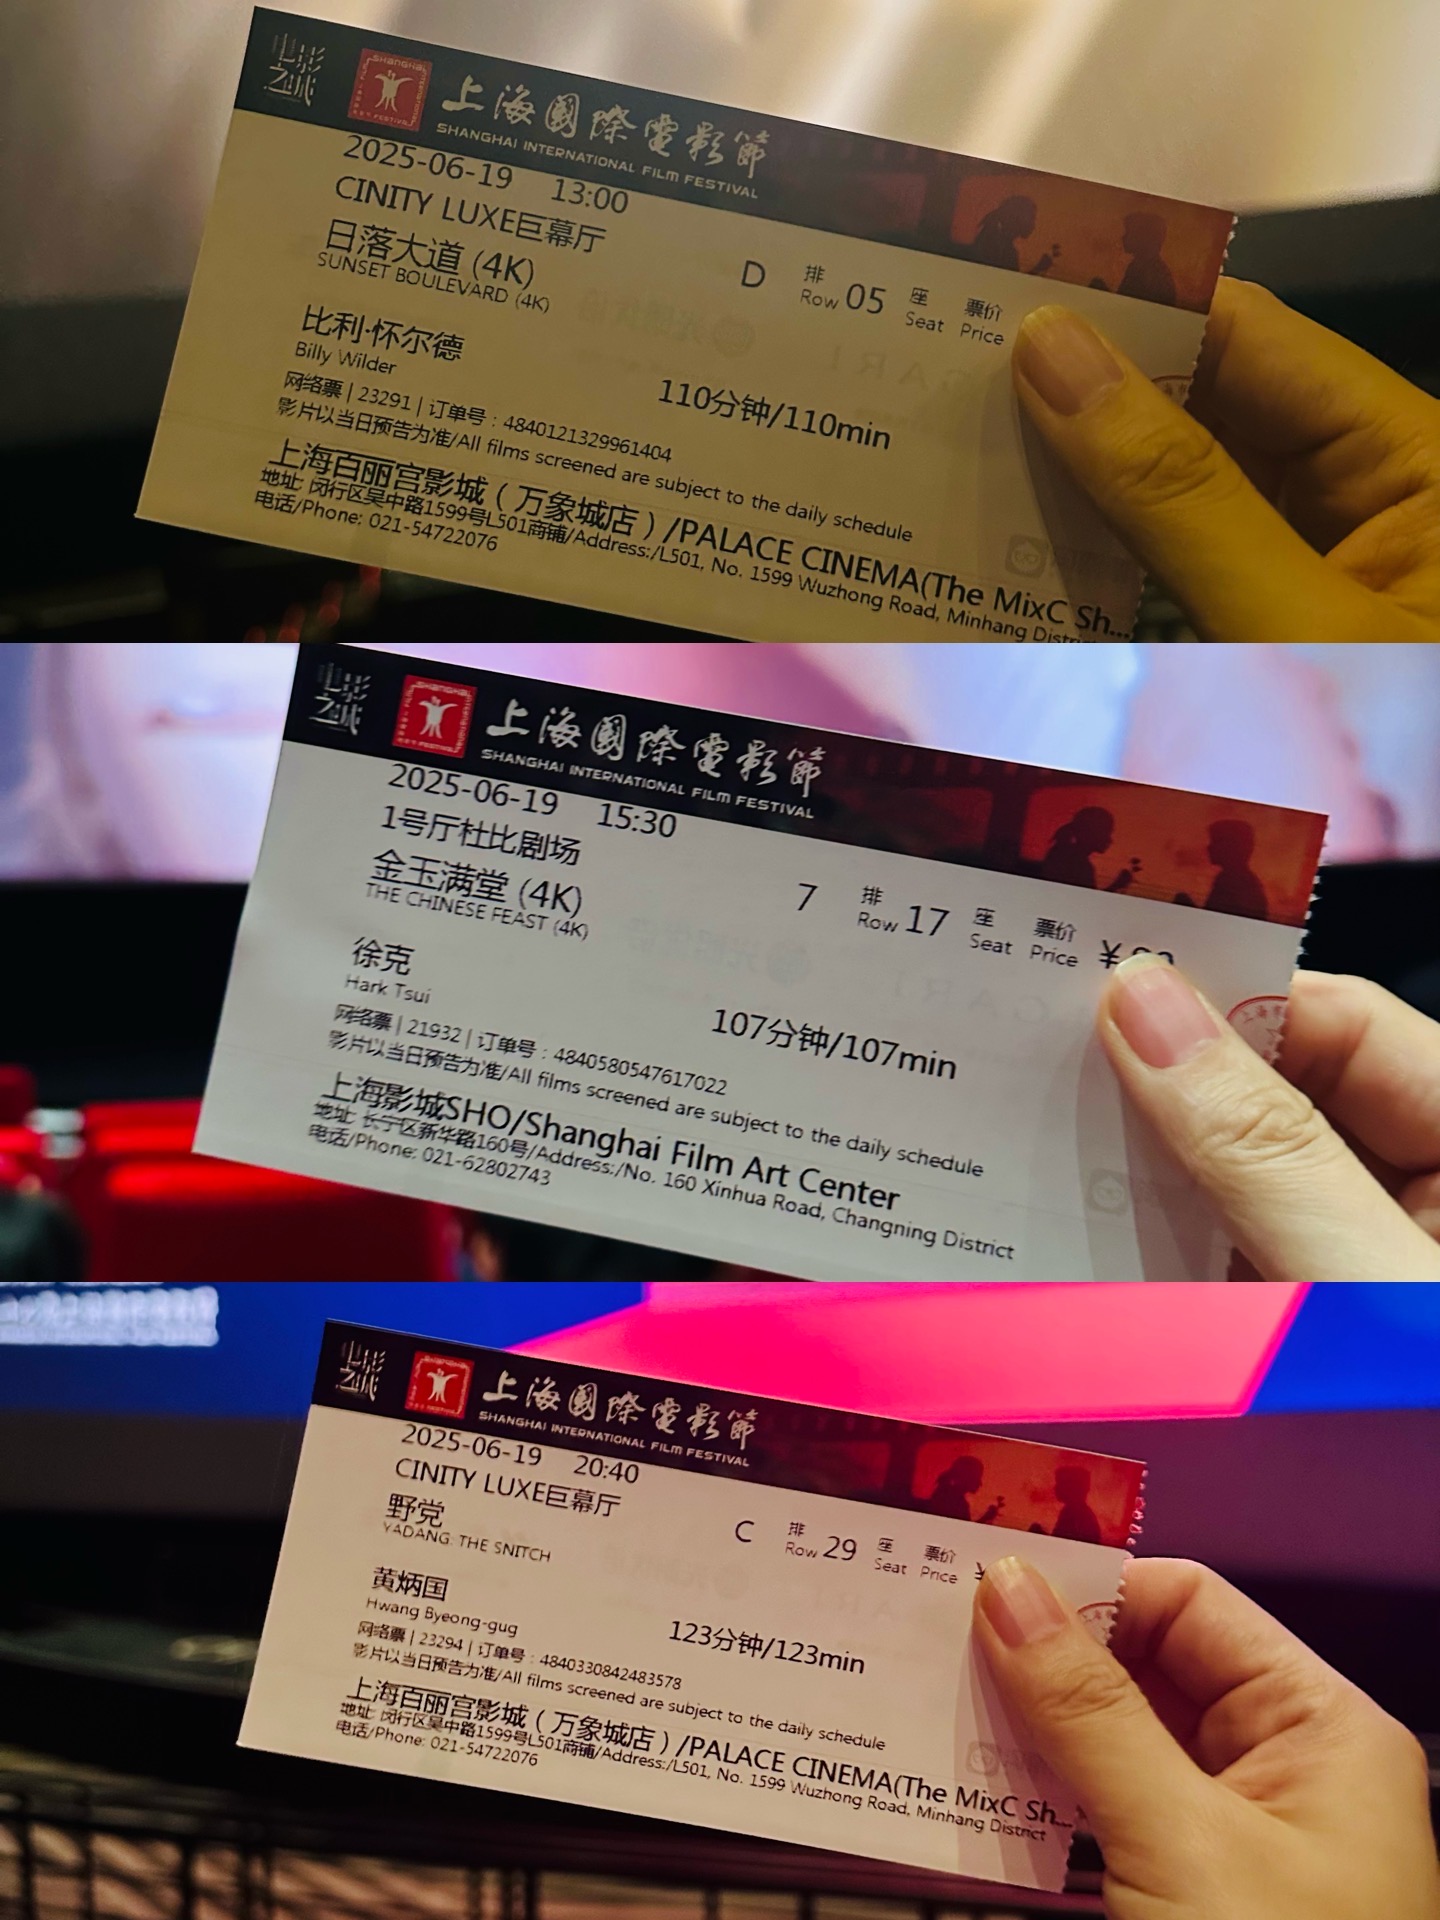 电影之城
上海國際電影節
SHANGHAI INTERNATIONAL FILM FESTIVAL
2025-06-19 13:00
CINITY LUXE巨幕厅
日落大道 (4K)
SUNSET BOULEVARD (4K)
D 排 Row 05 座 Seat 票价 Price
比利·怀尔德
Billy Wilder
110分钟/110min
网络票 | 23291 | 订单号：4840121329961404
影片以当日预告为准/All films screened are subject to the daily schedule
上海百丽宫影城（万象城店）/PALACE CINEMA(The MixC Sh...
地址: 闵行区吴中路1599号L501商铺/Address:/L501, No. 1599 Wuzhong Road, Minhang District
电话/Phone: 021-54722076
电影之城
上海國際電影節
SHANGHAI INTERNATIONAL FILM FESTIVAL
2025-06-19 15:30
1号厅杜比剧场
金玉满堂 (4K)
THE CHINESE FEAST (4K)
7 排 Row 17 座 Seat 票价 Price ¥
徐克
Hark Tsui
107分钟/107min
网络票 | 21932 | 订单号：4840580547617022
影片以当日预告为准/All films screened are subject to the daily schedule
上海影城SHO/Shanghai Film Art Center
地址: 长宁区新华路160号/Address:/No. 160 Xinhua Road, Changning District
电话/Phone: 021-62802743
电影之城
上海國際電影節
SHANGHAI INTERNATIONAL FILM FESTIVAL
2025-06-19 20:40
CINITY LUXE巨幕厅
野党
YADANG: THE SNITCH
C 排 Row 29 座 Seat 票价 Price ¥
黄炳国
Hwang Byeong-gug
123分钟/123min
网络票 | 23294 | 订单号：4840330842483578
影片以当日预告为准/All films screened are subject to the daily schedule
上海百丽宫影城（万象城店）/PALACE CINEMA(The MixC Sh...
地址: 闵行区吴中路1599号L501商铺/Address:/L501, No. 1599 Wuzhong Road, Minhang District
电话/Phone: 021-54722076